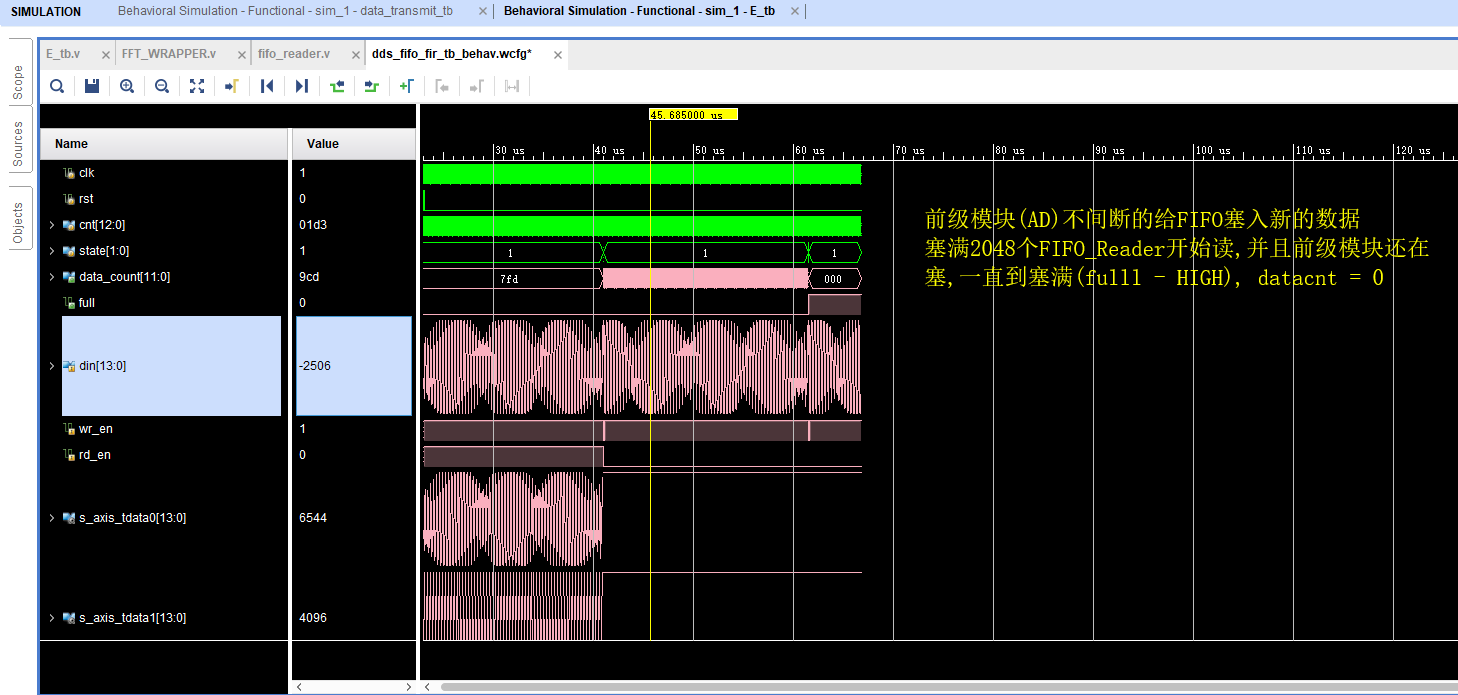 SIMULATION
Behavioral Simulation - Functional - sim_1 - data_transmit_tb
Behavioral Simulation - Functional - sim_1 - E_tb
E_tb.v
FFT_WRAPPER.v
fifo_reader.v
dds_fifo_fir_tb_behav.wcfg*
Scope
Sources
Objects
45.685000 us
Name
Value
30 us
40 us
50 us
60 us
70 us
80 us
90 us
100 us
110 us
120 us
clk
1
rst
0
cnt[12:0]
01d3
state[1:0]
1
1
1
1
data_count[11:0]
9cd
7fd
000
full
0
din[13:0]
-2506
wr_en
1
rd_en
0
s_axis_tdata0[13:0]
6544
s_axis_tdata1[13:0]
4096
前级模块(AD)不间断的给FIFO塞入新的数据
塞满2048个FIFO_Reader开始读,并且前级模块还在
塞,一直到塞满(fulll - HIGH), datacnt = 0